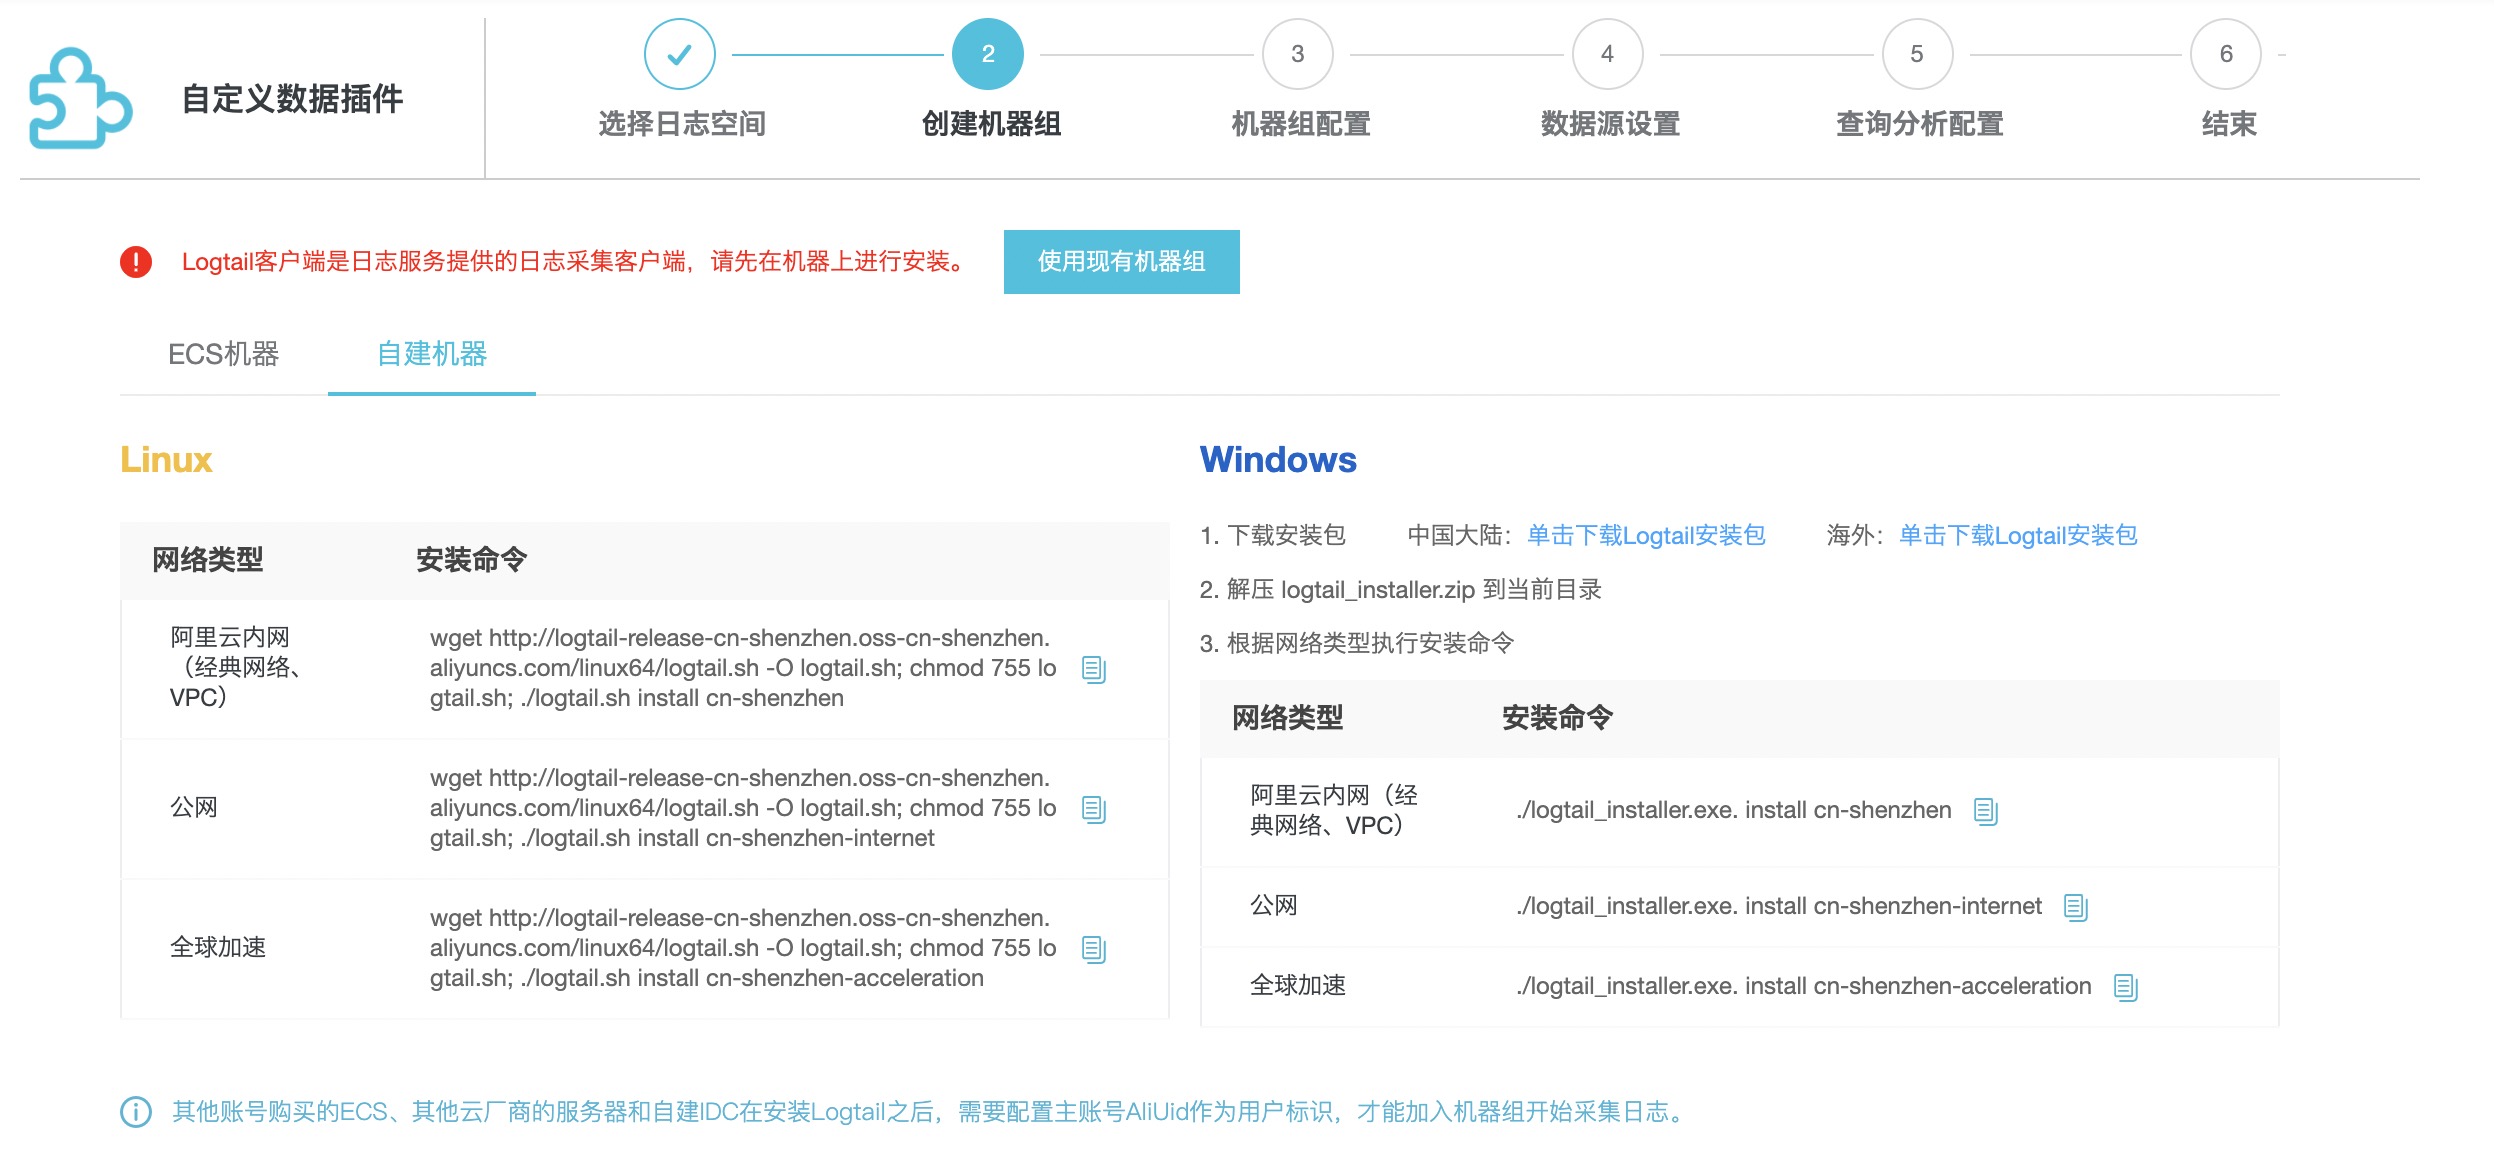 自定义数据插件
2
3
4
5
6
选择日志空间
创建机器组
机器组配置
数据源设置
查询分析配置
结束
Logtail客户端是日志服务提供的日志采集客户端，请先在机器上进行安装。
使用现有机器组
ECS机器
自建机器
Linux
网络类型 安装命令
阿里云内网
（经典网络、
VPC）
wget http://logtail-release-cn-shenzhen.oss-cn-shenzhen.
aliyuncs.com/linux64/logtail.sh -O logtail.sh; chmod 755 lo
gtail.sh; ./logtail.sh install cn-shenzhen
公网
wget http://logtail-release-cn-shenzhen.oss-cn-shenzhen.
aliyuncs.com/linux64/logtail.sh -O logtail.sh; chmod 755 lo
gtail.sh; ./logtail.sh install cn-shenzhen-internet
全球加速
wget http://logtail-release-cn-shenzhen.oss-cn-shenzhen.
aliyuncs.com/linux64/logtail.sh -O logtail.sh; chmod 755 lo
gtail.sh; ./logtail.sh install cn-shenzhen-acceleration
Windows
1. 下载安装包 中国大陆：单击下载Logtail安装包 海外：单击下载Logtail安装包
2. 解压 logtail_installer.zip 到当前目录
3. 根据网络类型执行安装命令
网络类型 安装命令
阿里云内网（经
典网络、VPC）
./logtail_installer.exe. install cn-shenzhen
公网
./logtail_installer.exe. install cn-shenzhen-internet
全球加速
./logtail_installer.exe. install cn-shenzhen-acceleration
其他账号购买的ECS、其他云厂商的服务器和自建IDC在安装Logtail之后，需要配置主账号AliUid作为用户标识，才能加入机器组开始采集日志。